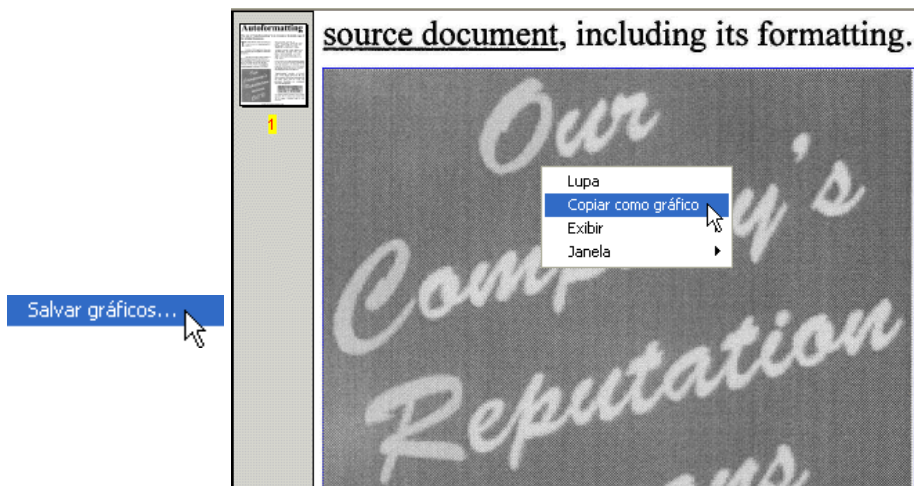 Autoformatting
1
source document, including its formatting.
Our
Company's
Reputation
Lupa
Copiar como gráfico
Exibir
Janela
Salvar gráficos...